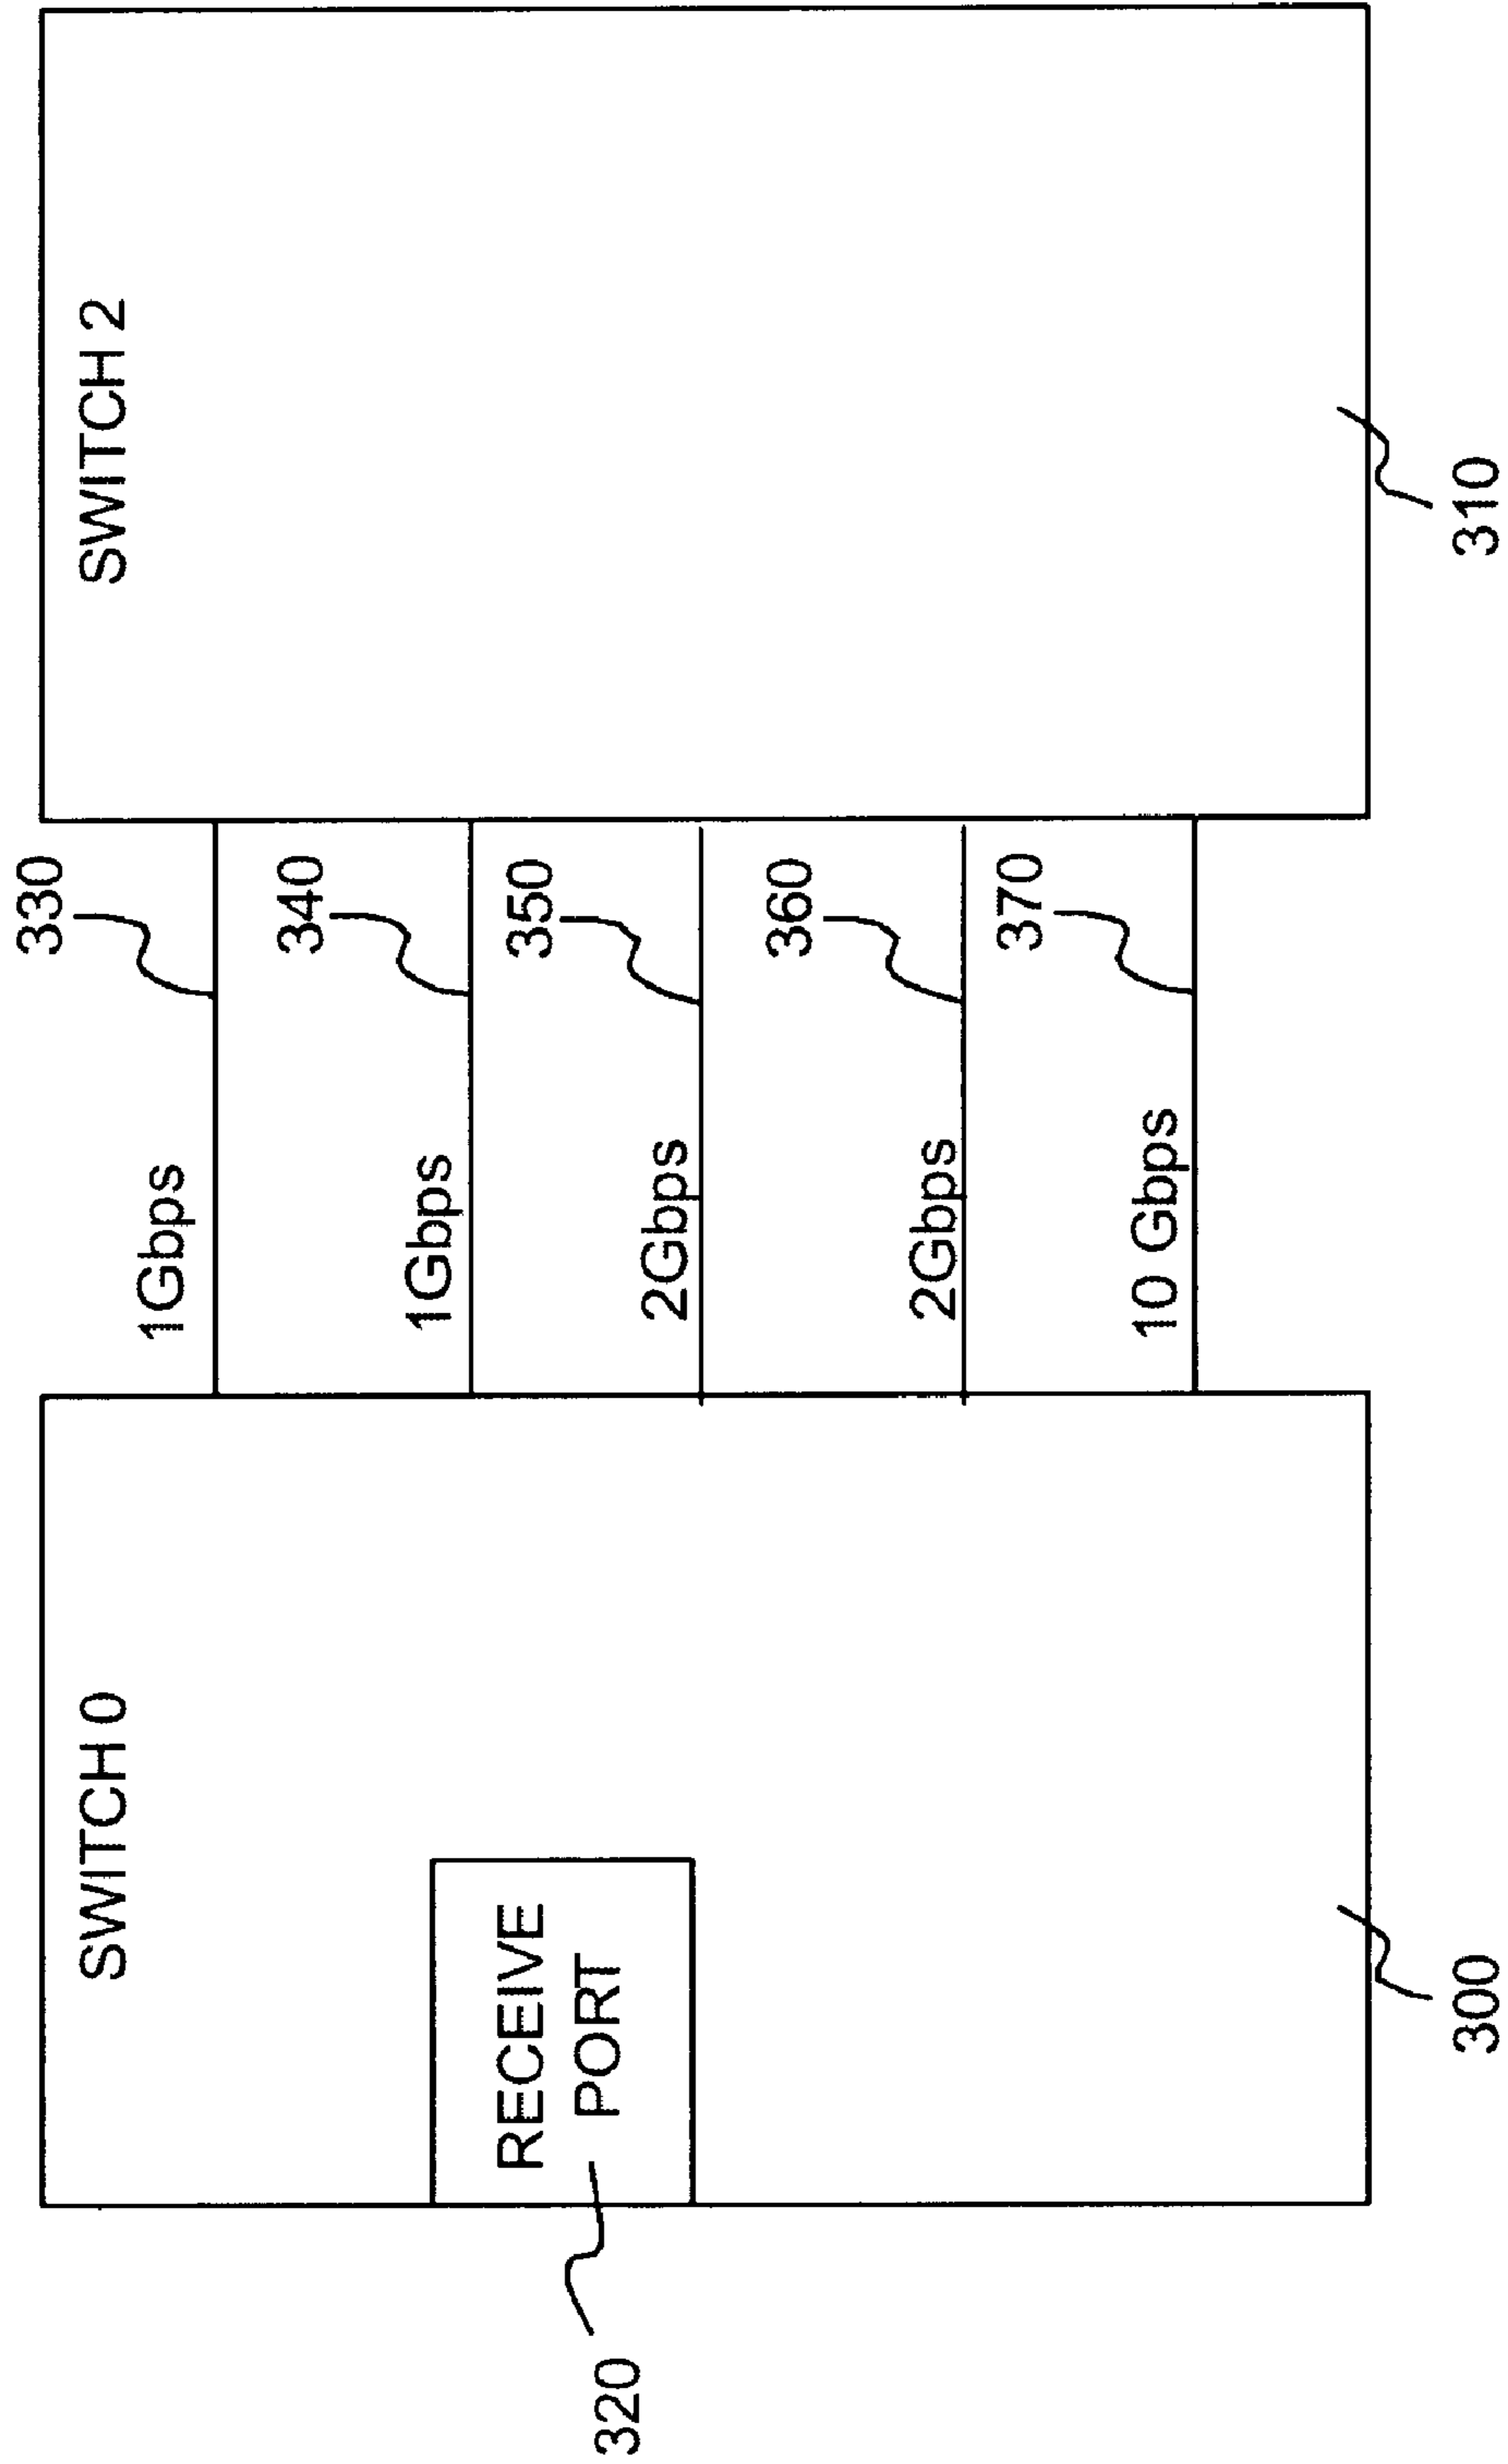 SWITCH 0
SWITCH 2
330
1Gbps
340
1Gbps
350
2Gbps
360
2Gbps
370
10 Gbps
RECEIVE
PORT
320
300
310